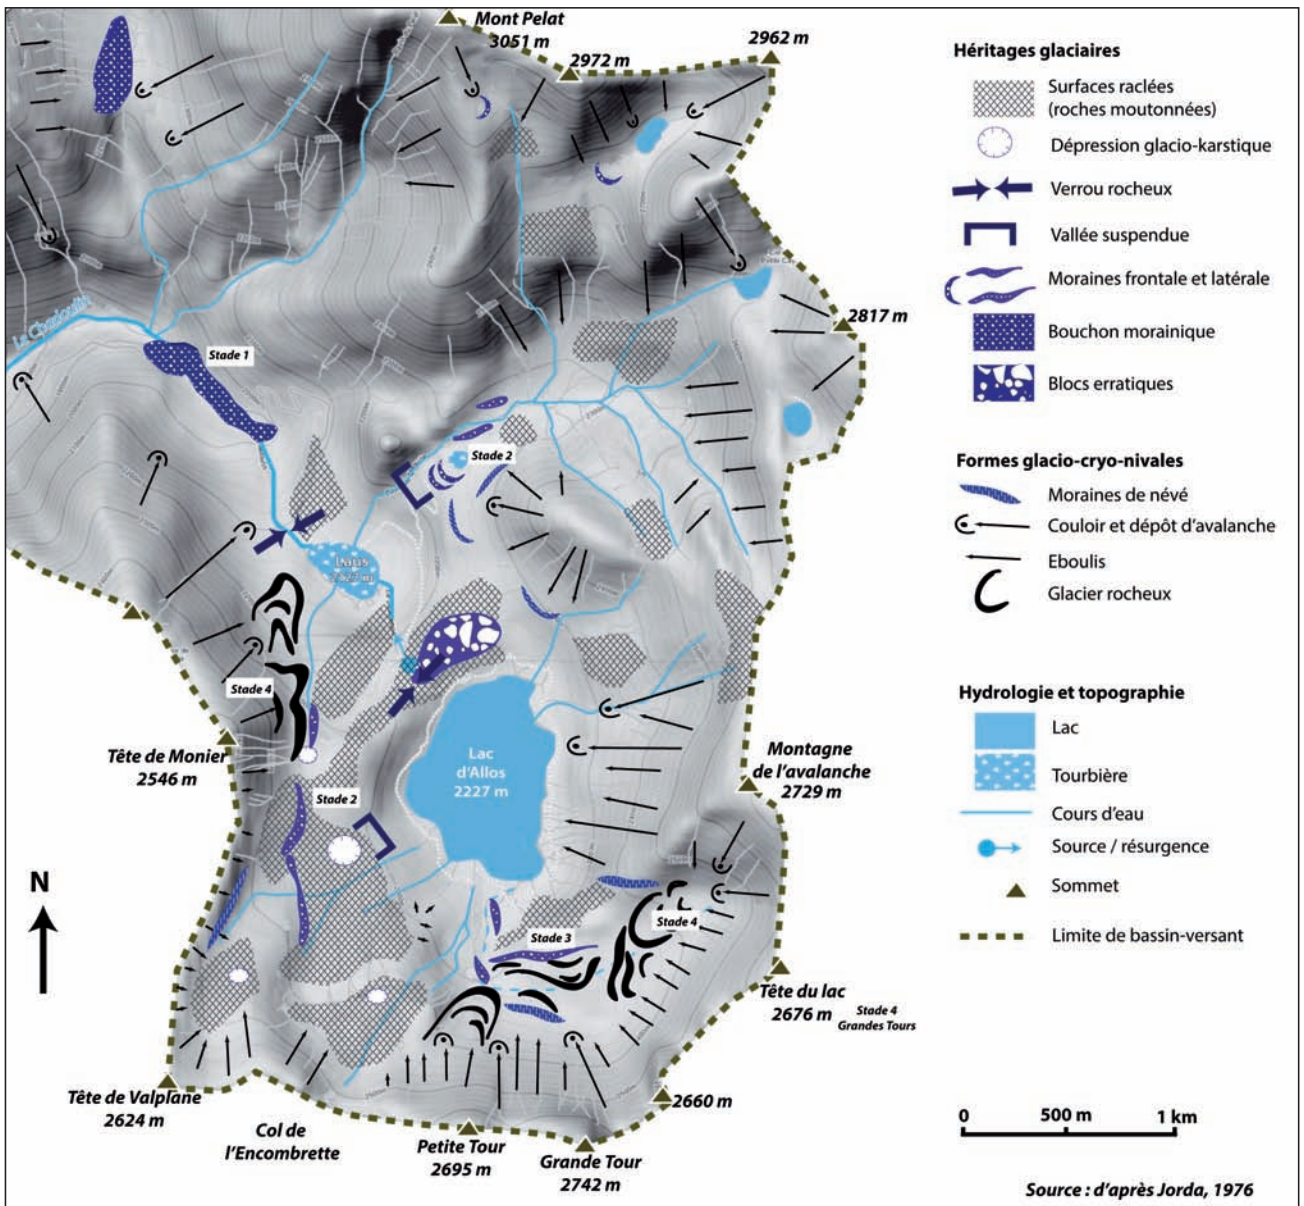 Mont Pelat
3051 m
2972 m
2962 m
2817 m
Le Chadoulin
Stade 1
Stade 2
Laus
2127 m
Stade 4
Tête de Monier
2546 m
Stade 2
Lac
d'Allos
2227 m
Montagne
de l'avalanche
2729 m
Stade 4
Stade 3
Tête du lac
2676 m
Stade 4
Grandes Tours
N
Tête de Valplane
2624 m
Col de
l'Encombrette
Petite Tour
2695 m
Grande Tour
2742 m
2660 m
Héritages glaciaires
Surfaces raclées
(roches moutonnées)
Dépression glacio-karstique
Verrou rocheux
Vallée suspendue
Moraines frontale et latérale
Bouchon morainique
Blocs erratiques
Formes glacio-cryo-nivales
Moraines de névé
Couloir et dépôt d'avalanche
Eboulis
Glacier rocheux
Hydrologie et topographie
Lac
Tourbière
Cours d'eau
Source / résurgence
Sommet
Limite de bassin-versant
0 500 m 1 km
Source : d'après Jorda, 1976